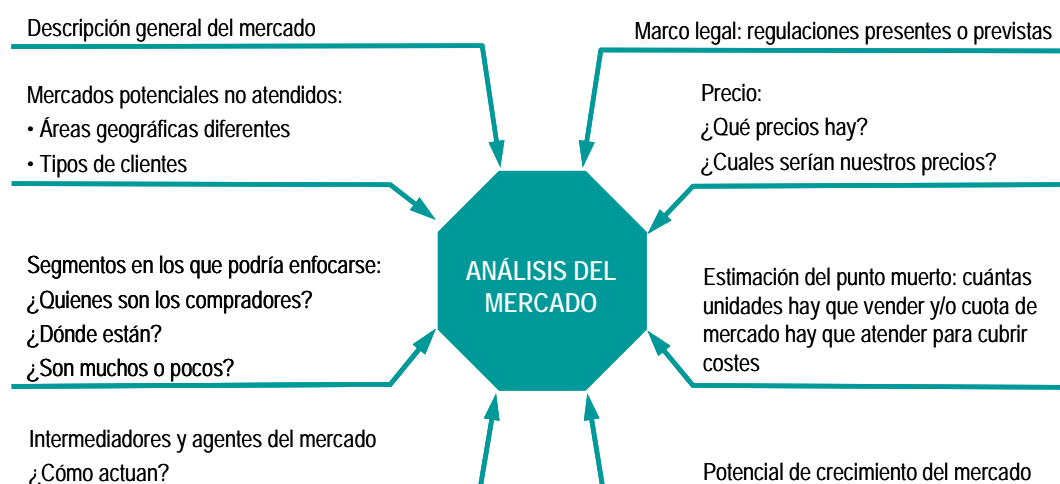 Descripción general del mercado
Mercados potenciales no atendidos:
• Áreas geográficas diferentes
• Tipos de clientes
Segmentos en los que podría enfocarse:
¿Quienes son los compradores?
¿Dónde están?
¿Son muchos o pocos?
Intermediadores y agentes del mercado
¿Cómo actuan?
ANÁLISIS DEL
MERCADO
Marco legal: regulaciones presentes o previstas
Precio:
¿Qué precios hay?
¿Cuales serían nuestros precios?
Estimación del punto muerto: cuántas
unidades hay que vender y/o cuota de
mercado hay que atender para cubrir
costes
Potencial de crecimiento del mercado